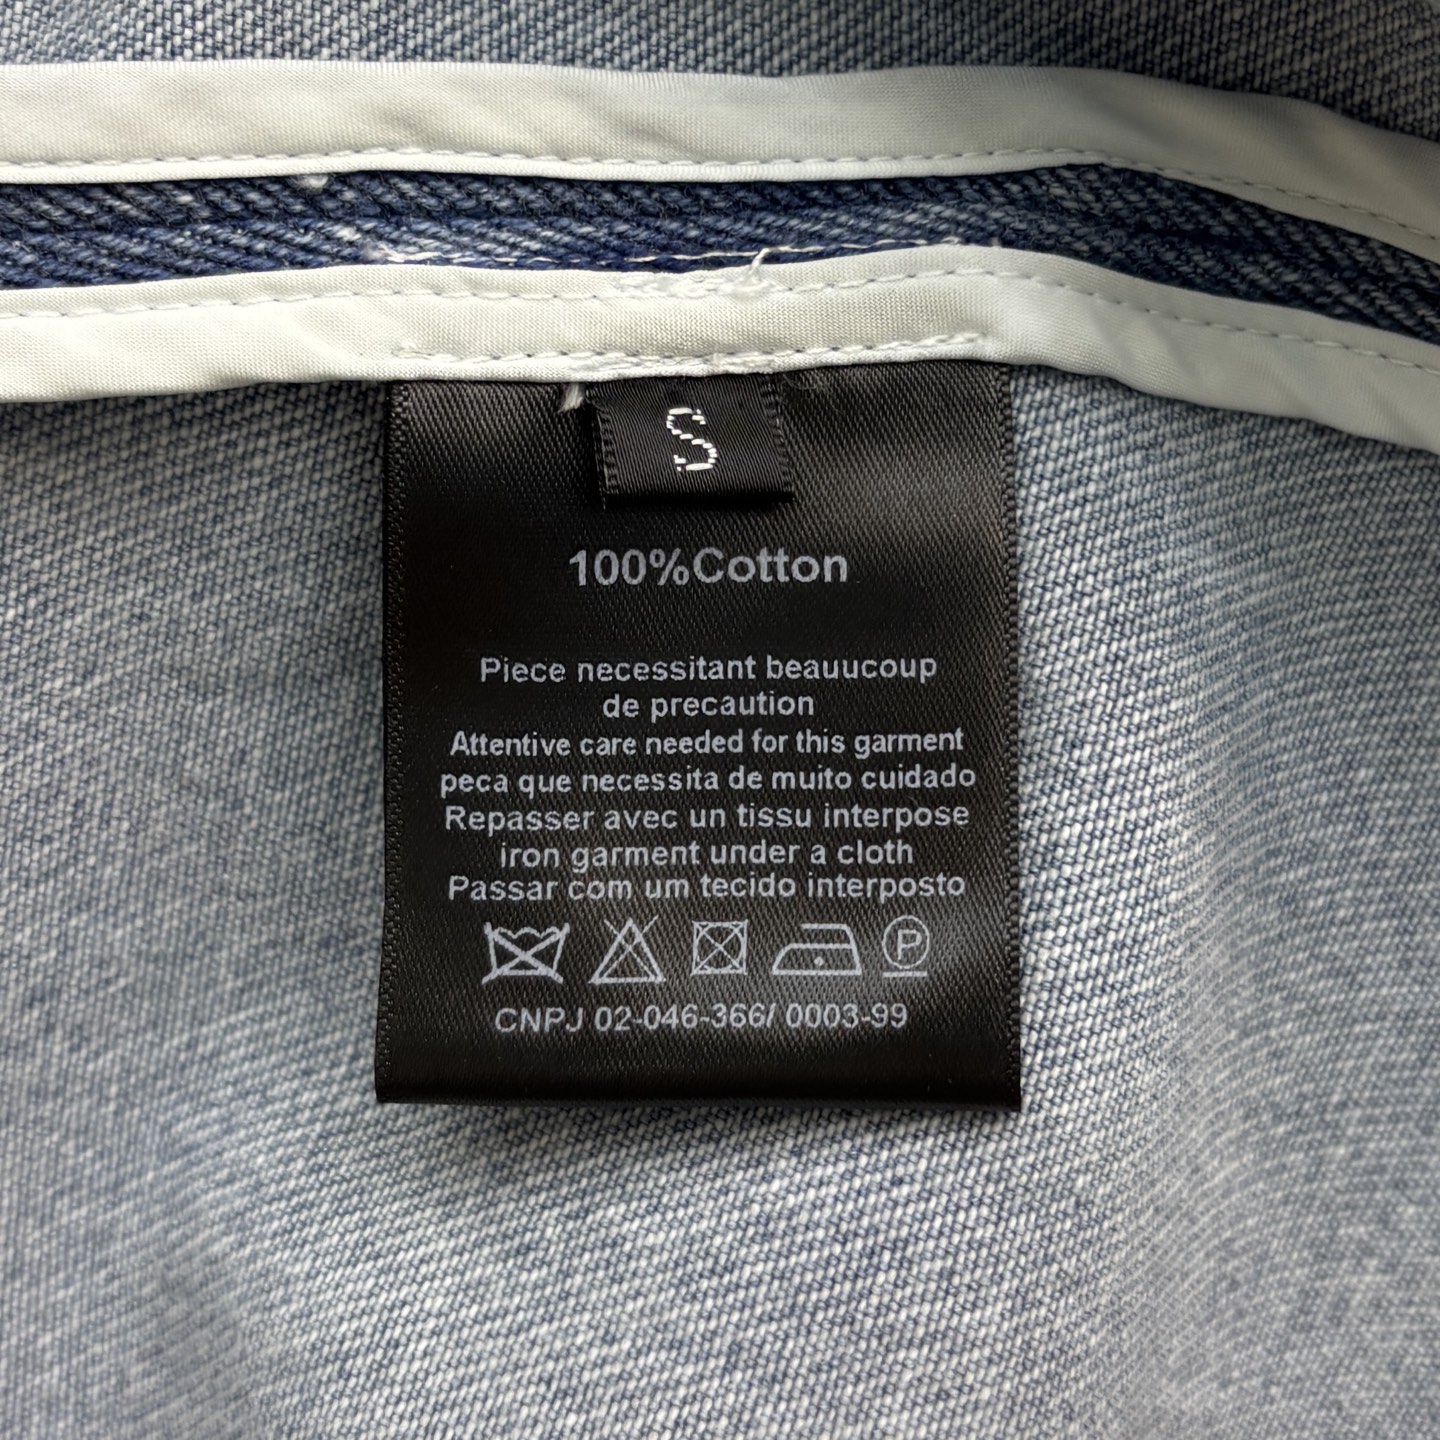 S
100%Cotton
Piece necessitant beauucoup
de precaution
Attentive care needed for this garment
peca que necessita de muito cuidado
Repasser avec un tissu interpose
iron garment under a cloth
Passar com um tecido interposto
P
CNPJ 02-046-366/ 0003-99